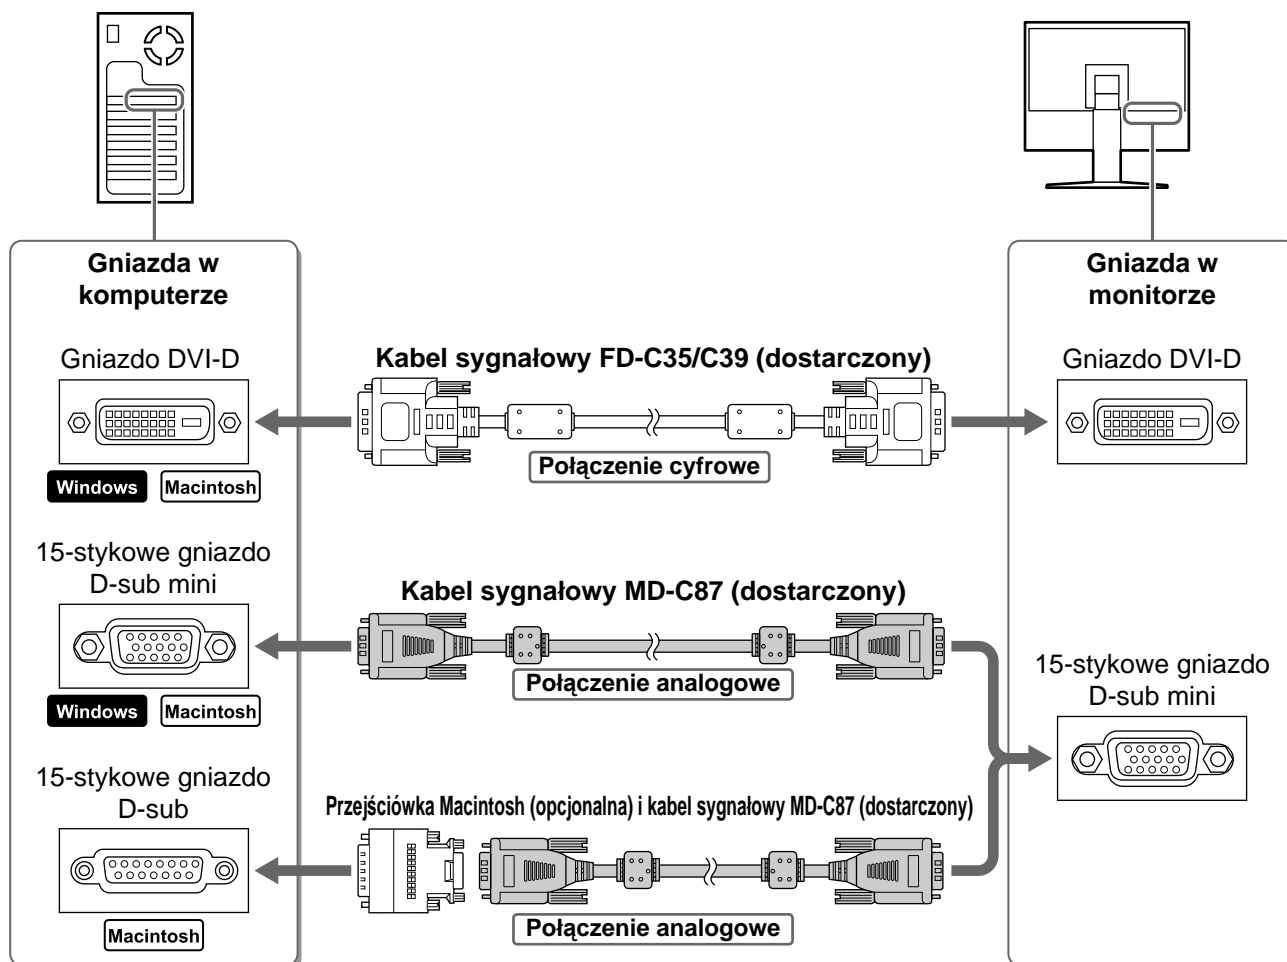 Gniazda w
komputerze
Gniazda w
monitorze
Gniazdo DVI-D
Kabel sygnałowy FD-C35/C39 (dostarczony)
Gniazdo DVI-D
Połączenie cyfrowe
Windows
Macintosh
15-stykowe gniazdo
D-sub mini
Kabel sygnałowy MD-C87 (dostarczony)
Połączenie analogowe
Windows
Macintosh
15-stykowe gniazdo
D-sub mini
15-stykowe gniazdo
D-sub
Przejściówka Macintosh (opcjonalna) i kabel sygnałowy MD-C87 (dostarczony)
Połączenie analogowe
Macintosh